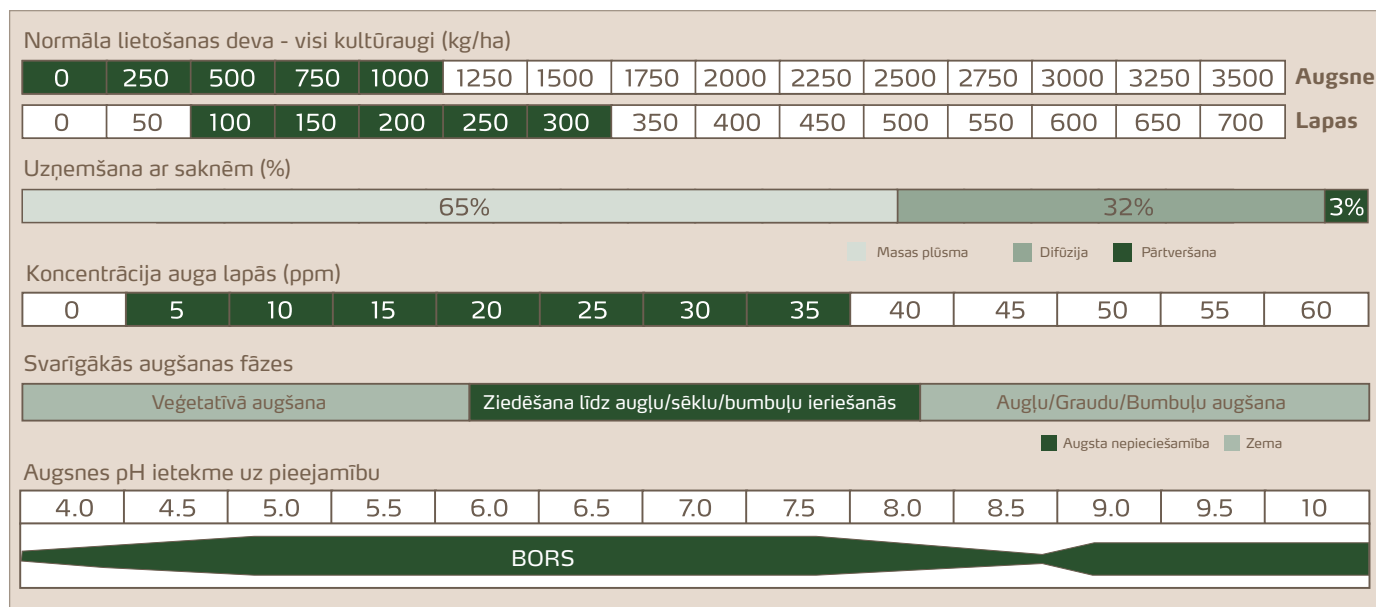 Normāla lietošanas deva - visi kultūraugi (kg/ha)
0 250 500 750 1000 1250 1500 1750 2000 2250 2500 2750 3000 3250 3500 Augsne
0 50 100 150 200 250 300 350 400 450 500 550 600 650 700 Lapas
Uzņemšana ar saknēm (%)
65% 32% 3%
Masas plūsma Difūzija Pārtveršana
Koncentrācija auga lapās (ppm)
0 5 10 15 20 25 30 35 40 45 50 55 60
Svarīgākās augšanas fāzes
Veģetatīvā augšana Ziedēšana līdz augļu/sēklu/bumbuļu ieriešanās Augļu/Graudu/Bumbuļu augšana
Augsta nepieciešamība Zema
Augsnes pH ietekme uz pieejamību
4.0 4.5 5.0 5.5 6.0 6.5 7.0 7.5 8.0 8.5 9.0 9.5 10
BORS